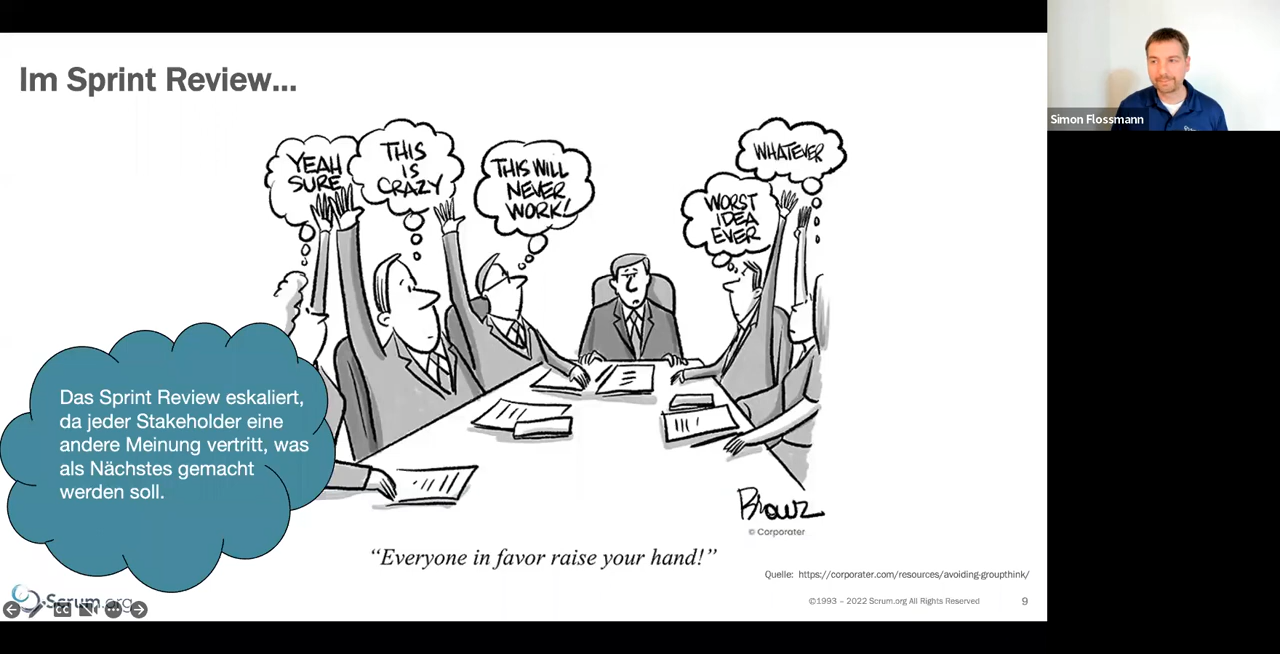 Im Sprint Review...
Simon Flossmann
YEAH
SURE
THIS
IS
CRAZY
THIS WILL
NEVER
WORK!
WHATEVER
WORST
IDEA
EVER
Das Sprint Review eskaliert,
da jeder Stakeholder eine
andere Meinung vertritt, was
als Nächstes gemacht
werden soll.
Brouz
© Corporater
“Everyone in favor raise your hand!”
Quelle: https://corporater.com/resources/avoiding-groupthink/
Scrum.org
CC
©1993 – 2022 Scrum.org All Rights Reserved
9